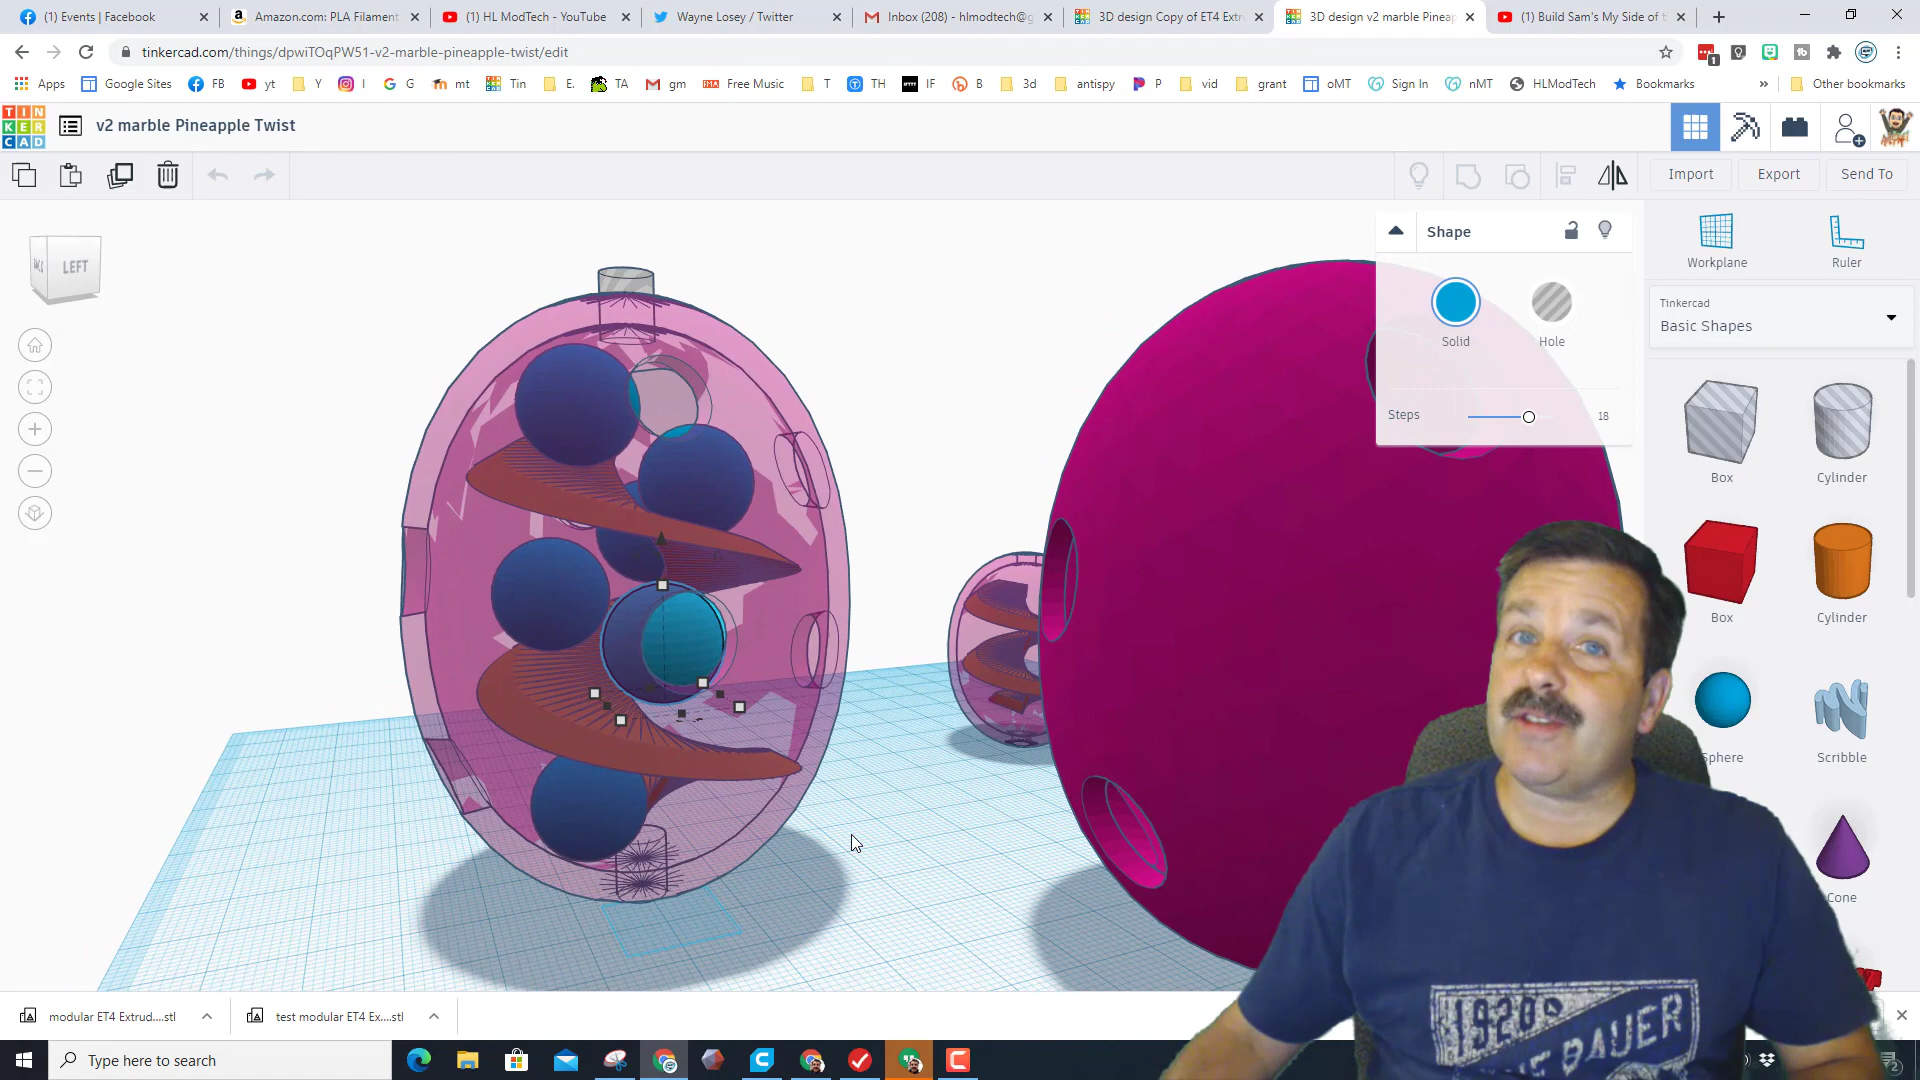 (1) Events | Facebook
Amazon.com: PLA Filament
(1) HL ModTech - YouTube
Wayne Losey / Twitter
Inbox (208) - hlmodtech@g
3D design Copy of ET4 Extr
3D design v2 marble Pineap
(1) Build Sam's My Side of t
tinkercad.com/things/dpwiTOqPW51-v2-marble-pineapple-twist/edit
1
Apps
Google Sites
FB
yt
Y
I
G
mt
Tin
E.
TA
gm
Free Music
T
TH
IF
B
3d
antispy
P
vid
grant
oMT
Sign In
nMT
HLModTech
Bookmarks
»
Other bookmarks
TIN
KER
CAD
v2 marble Pineapple Twist
Import
Export
Send To
LEFT
Shape
Solid
Hole
Steps
18
Workplane
Ruler
Tinkercad
Basic Shapes
Box
Cylinder
Box
Cylinder
Sphere
Scribble
Cone
modular ET4 Extrud....stl
test modular ET4 Ex....stl
Type here to search
2
BAUER